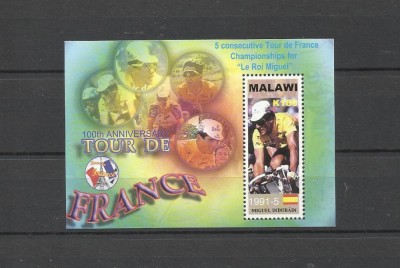 5 consecutive Tour de France
Championships for
"Le Roi Miguel"
MALAWI
100th ANNIVERSARY
TOUR DE
FRANCE
1991-5
MIGUEL INDURAIN